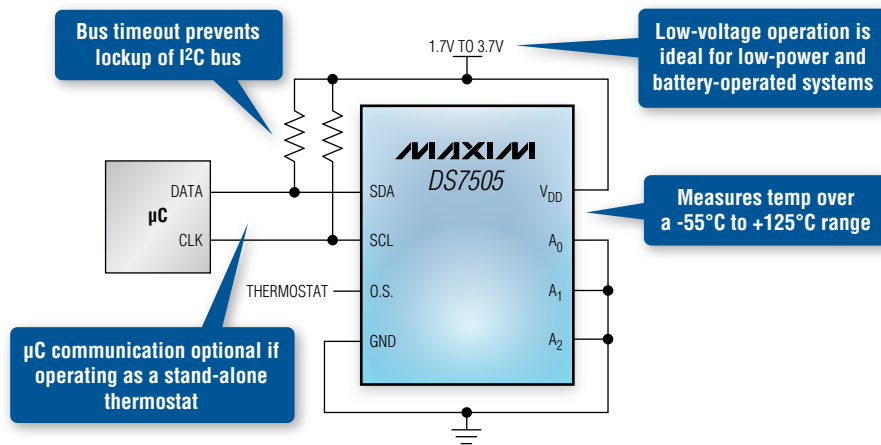 Bus timeout prevents
lockup of I²C bus
1.7V TO 3.7V
Low-voltage operation is
ideal for low-power and
battery-operated systems
MAXIM
DS7505
µC
DATA
CLK
SDA
SCL
O.S.
GND
V_DD
A₀
A₁
A₂
THERMOSTAT
Measures temp over
a -55°C to +125°C range
µC communication optional if
operating as a stand-alone
thermostat